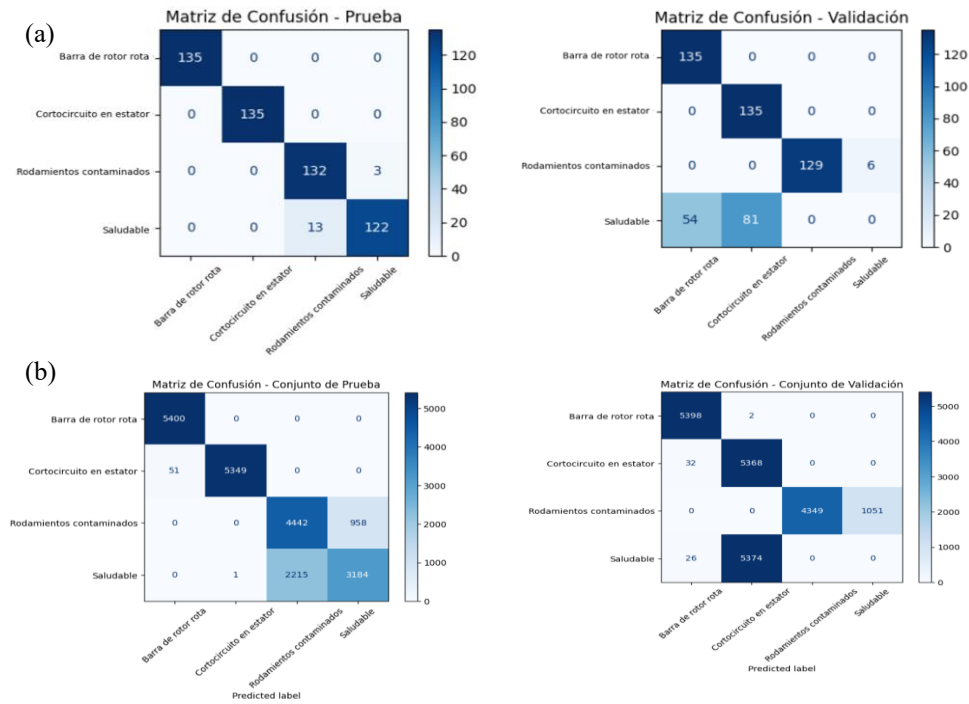 (a)
Matriz de Confusión - Prueba
Barra de rotor rota
135 0 0 0
Cortocircuito en estator
0 135 0 0
Rodamientos contaminados
0 0 132 3
Saludable
0 0 13 122
120
100
80
60
40
20
0
Barra de rotor rota
Cortocircuito en estator
Rodamientos contaminados
Saludable
Matriz de Confusión - Validación
Barra de rotor rota
135 0 0 0
Cortocircuito en estator
0 135 0 0
Rodamientos contaminados
0 0 129 6
Saludable
54 81 0 0
120
100
80
60
40
20
0
Barra de rotor rota
Cortocircuito en estator
Rodamientos contaminados
Saludable
(b)
Matriz de Confusión - Conjunto de Prueba
Barra de rotor rota
5400 0 0 0
Cortocircuito en estator
51 5349 0 0
Rodamientos contaminados
0 0 4442 958
Saludable
0 1 2215 3184
5000
4000
3000
2000
1000
0
Barra de rotor rota
Cortocircuito en estator
Rodamientos contaminados
Saludable
Predicted label
Matriz de Confusión - Conjunto de Validación
Barra de rotor rota
5398 2 0 0
Cortocircuito en estator
32 5368 0 0
Rodamientos contaminados
0 0 4349 1051
Saludable
26 5374 0 0
5000
4000
3000
2000
1000
0
Barra de rotor rota
Cortocircuito en estator
Rodamientos contaminados
Saludable
Predicted label